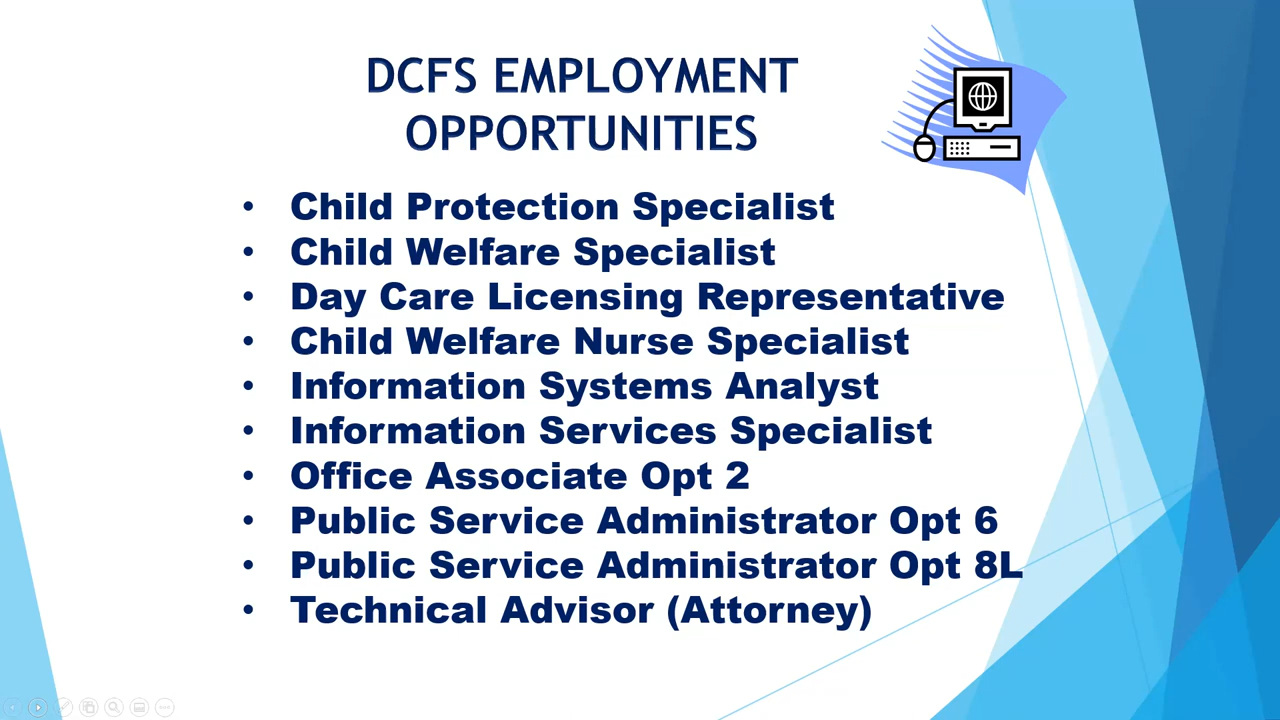 DCFS EMPLOYMENT
OPPORTUNITIES
• Child Protection Specialist
• Child Welfare Specialist
• Day Care Licensing Representative
• Child Welfare Nurse Specialist
• Information Systems Analyst
• Information Services Specialist
• Office Associate Opt 2
• Public Service Administrator Opt 6
• Public Service Administrator Opt 8L
• Technical Advisor (Attorney)